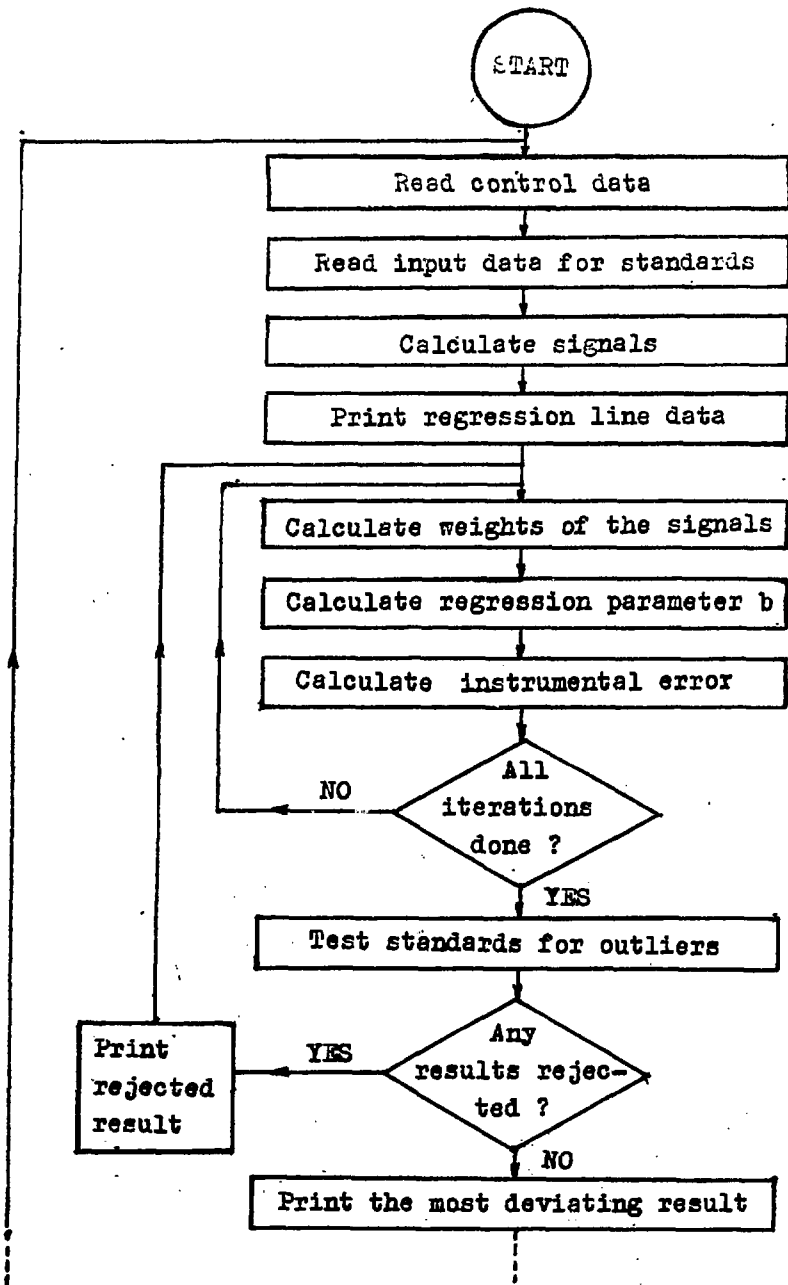 START
Read control data
Read input data for standards
Calculate signals
Print regression line data
Calculate weights of the signals
Calculate regression parameter b
Calculate instrumental error
All
iterations
done ?
NO
YES
Test standards for outliers
Any
results rejec-
ted ?
YES
Print
rejected
result
NO
Print the most deviating result